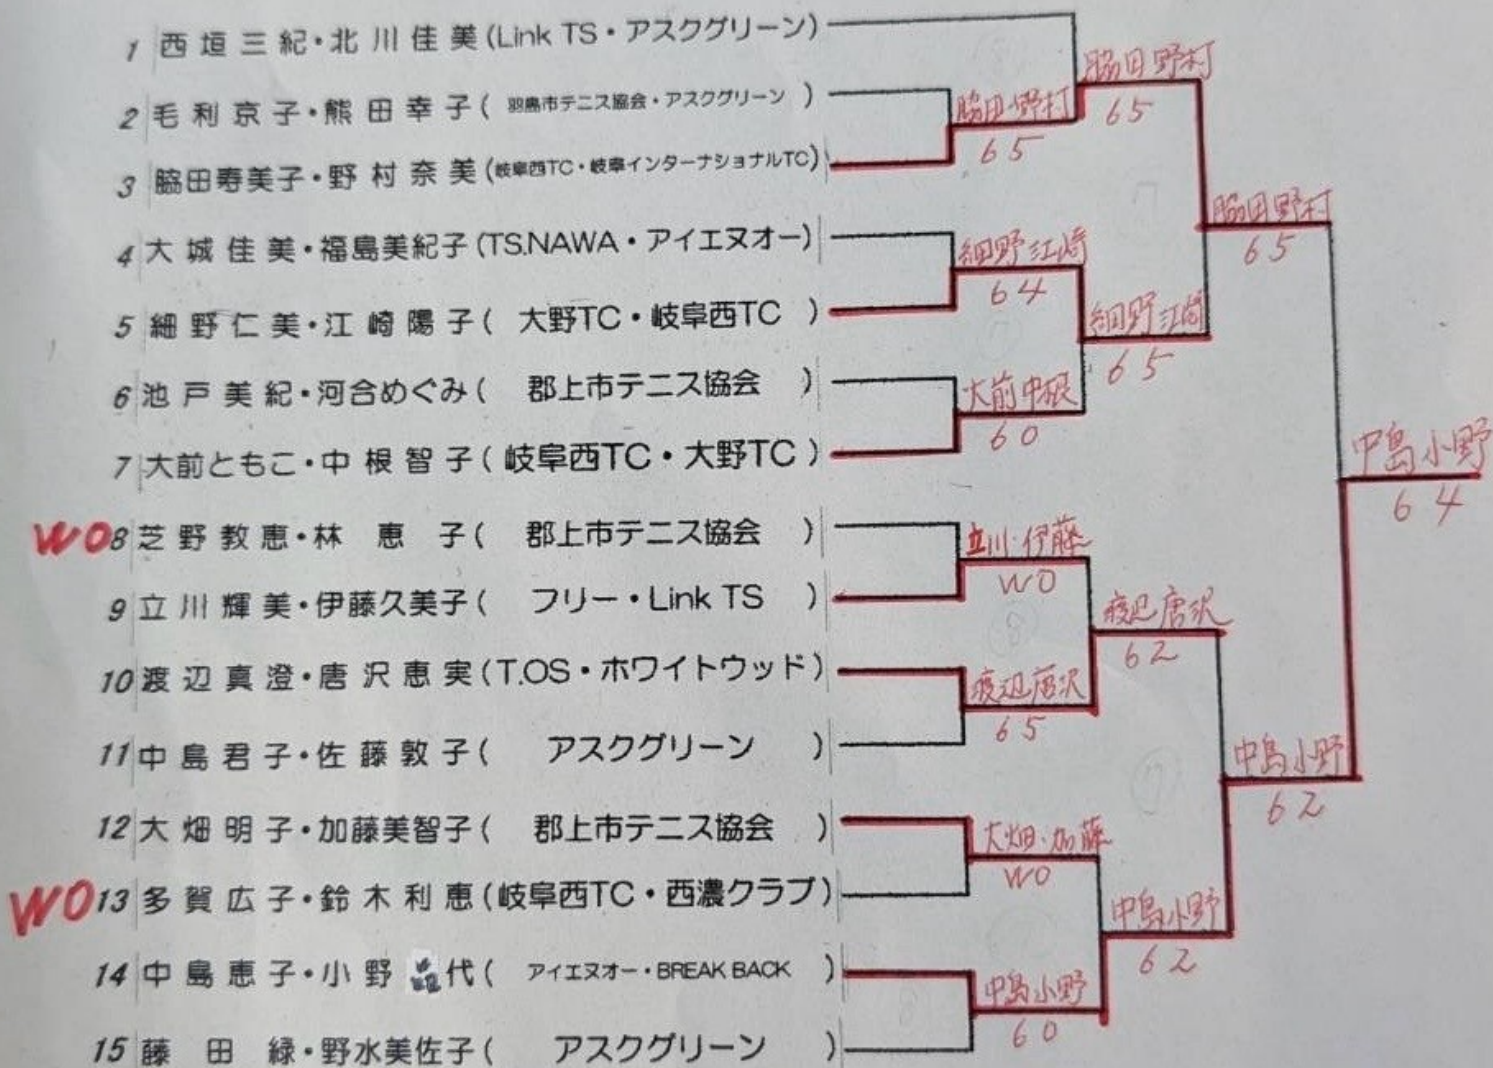 1 西垣三紀・北川佳美(Link TS・アスクグリーン)
脇田 野村
65
2 毛利京子・熊田幸子( 羽島市テニス協会・アスクグリーン )
脇田・野村
65
3 脇田寿美子・野村奈美(岐阜西TC・岐阜インターナショナルTC)
脇田 野村
65
4 大城佳美・福島美紀子(TS.NAWA・アイエヌオー)
細野 江崎
64
5 細野仁美・江崎陽子( 大野TC・岐阜西TC )
細野 江崎
65
6 池戸美紀・河合めぐみ( 郡上市テニス協会 )
大前 中根
60
7 大前ともこ・中根智子( 岐阜西TC・大野TC )
中島 小野
64
WO 8 芝野教恵・林恵子( 郡上市テニス協会 )
立川・伊藤
WO
9 立川輝美・伊藤久美子( フリー・Link TS )
渡辺 唐沢
62
10 渡辺真澄・唐沢恵実(T.OS・ホワイトウッド)
渡辺 唐沢
65
11 中島君子・佐藤敦子( アスクグリーン )
中島 小野
62
12 大畑明子・加藤美智子( 郡上市テニス協会 )
大畑・加藤
WO
WO 13 多賀広子・鈴木利恵(岐阜西TC・西濃クラブ)
中島 小野
62
14 中島恵子・小野 代( アイエヌオー・BREAK BACK )
中島 小野
60
15 藤田緑・野水美佐子( アスクグリーン )